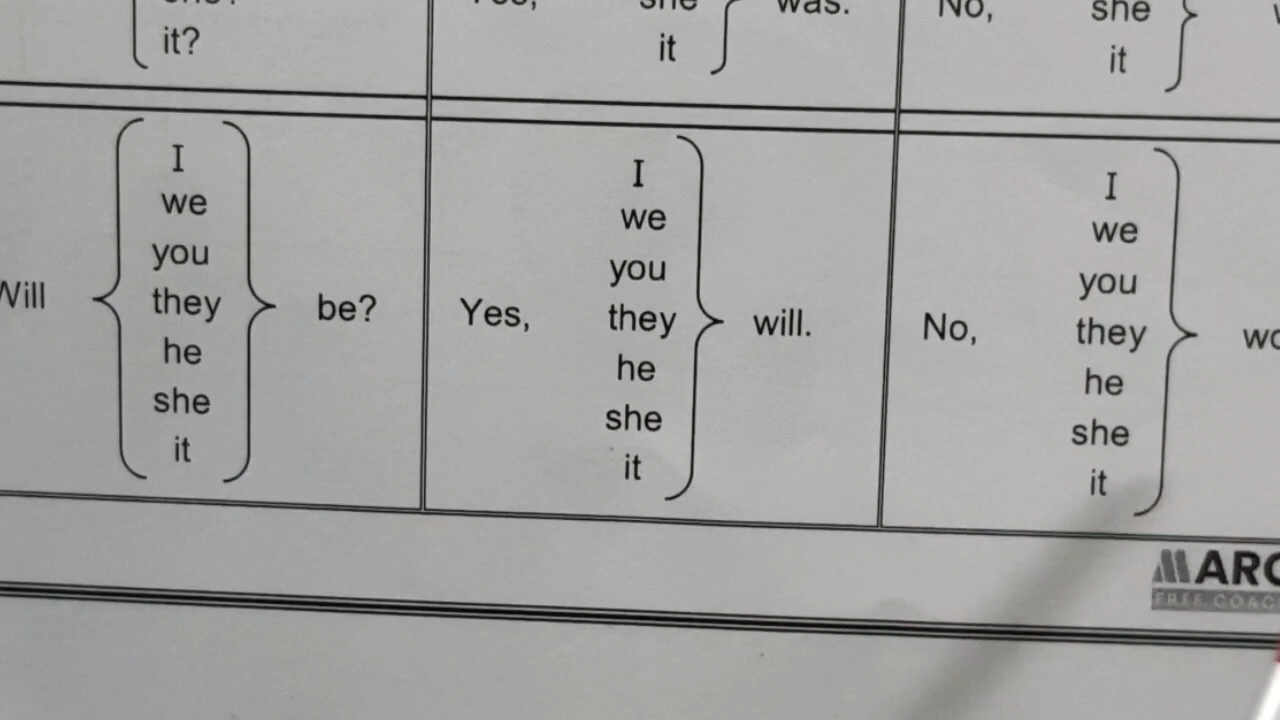 it?
it
was.
No,
she
it
Will
I
we
you
they
he
she
it
be?
Yes,
I
we
you
they
he
she
it
will.
No,
I
we
you
they
he
she
it